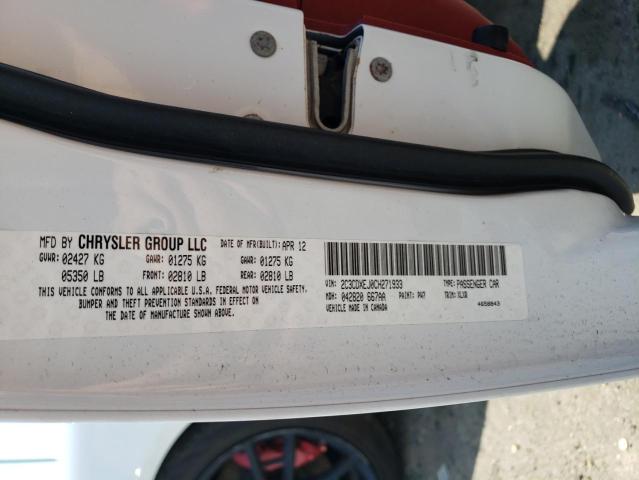 MFD BY CHRYSLER GROUP LLC DATE OF MFR(BUILT): APR 12
GVWR: 02427 KG GAWR: 01275 KG GAWR: 01275 KG
05350 LB FRONT: 02810 LB REAR: 02810 LB
THIS VEHICLE CONFORMS TO ALL APPLICABLE U.S.A. FEDERAL MOTOR VEHICLE SAFETY,
BUMPER AND THEFT PREVENTION STANDARDS IN EFFECT ON
THE DATE OF MANUFACTURE SHOWN ABOVE.
VIN: 2C3CDXEJ0CH271933 TYPE: PASSENGER CAR
MDH: 042820 667AA PAINT: PW7 TRIM: XLXR
VEHICLE MADE IN CANADA 4658843